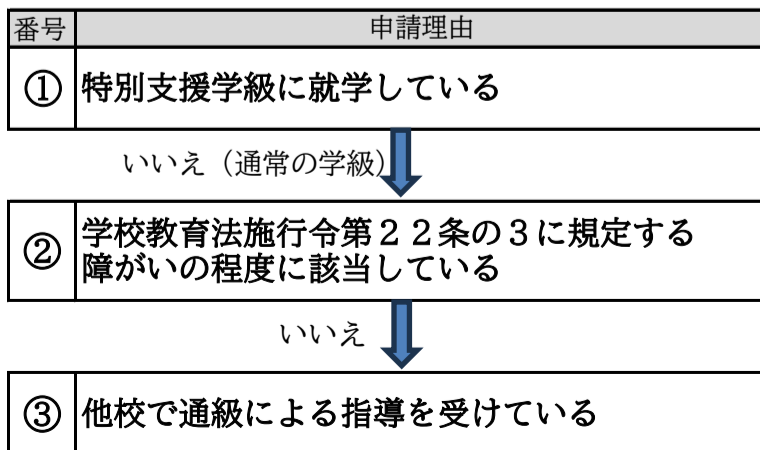 番号 申請理由
① 特別支援学級に就学している
いいえ（通常の学級）
② 学校教育法施行令第２２条の３に規定する
障がいの程度に該当している
いいえ
③ 他校で通級による指導を受けている